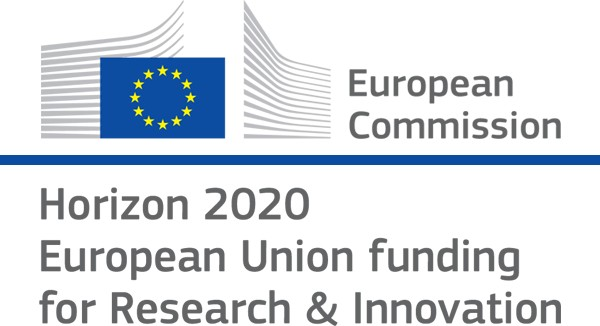 European
Commission
Horizon 2020
European Union funding
for Research & Innovation